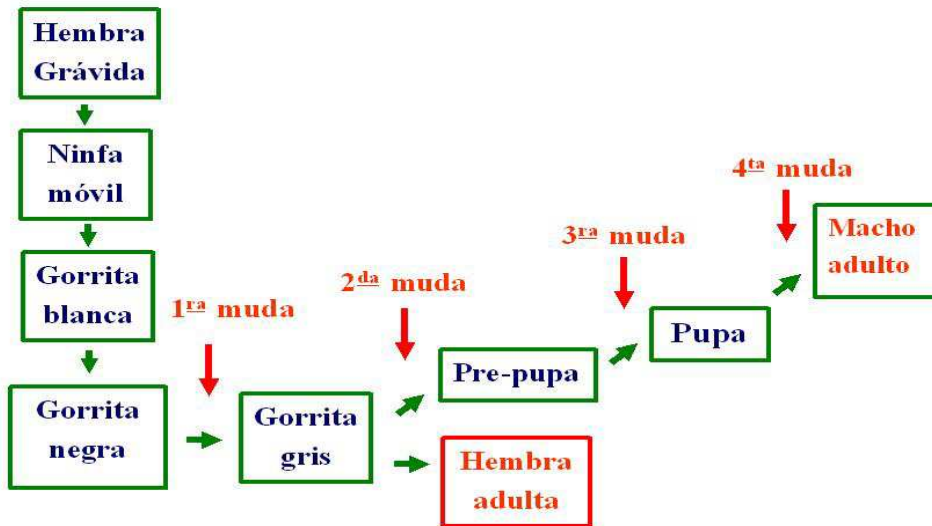 Hembra
Grávida
Ninfa
móvil
Gorrita
blanca
Gorrita
negra
1ra muda
Gorrita
gris
2da muda
Pre-pupa
3ra muda
Pupa
4ta muda
Macho
adulto
Hembra
adulta